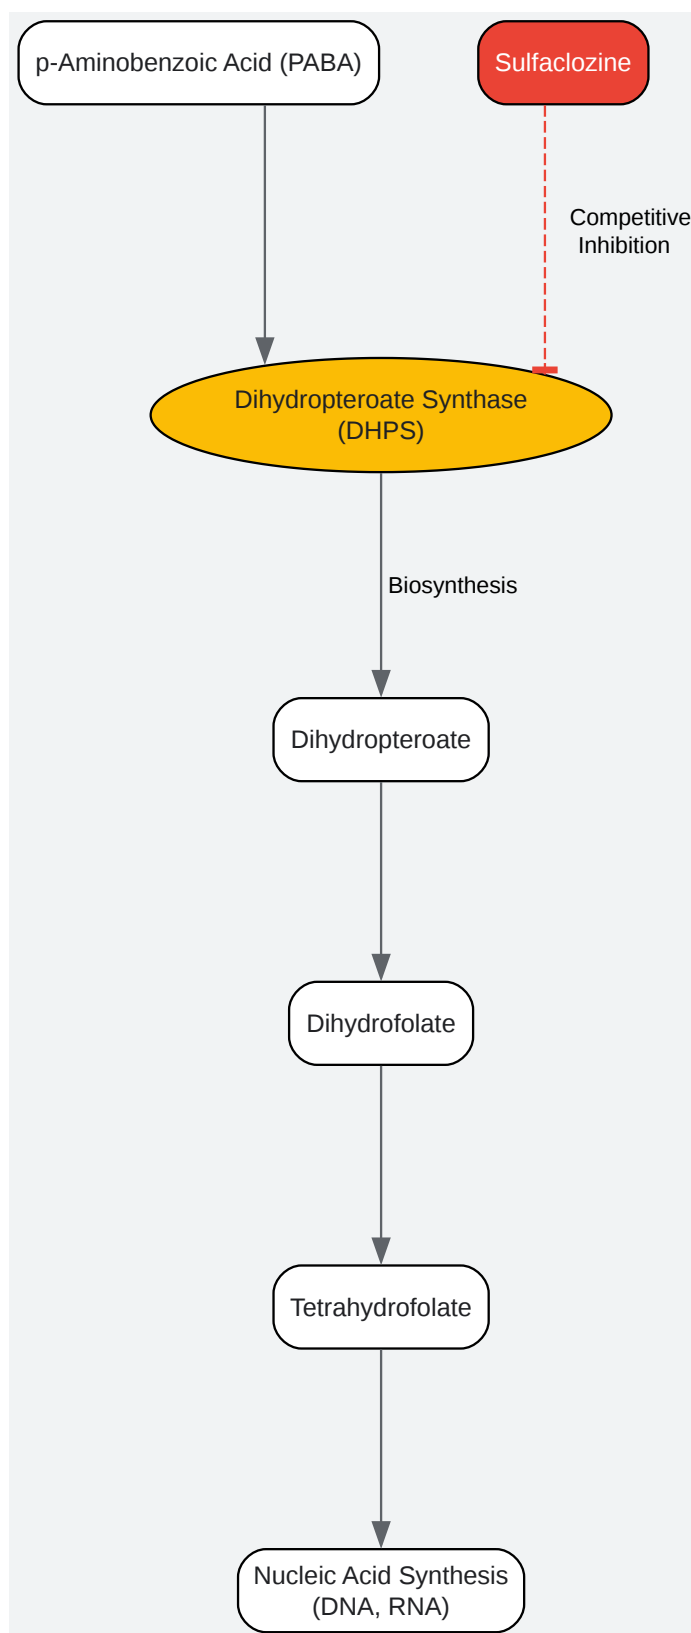 p-Aminobenzoic Acid (PABA)
Sulfaclozine
Competitive
Inhibition
Dihydropteroate Synthase
(DHPS)
Biosynthesis
Dihydropteroate
Dihydrofolate
Tetrahydrofolate
Nucleic Acid Synthesis
(DNA, RNA)